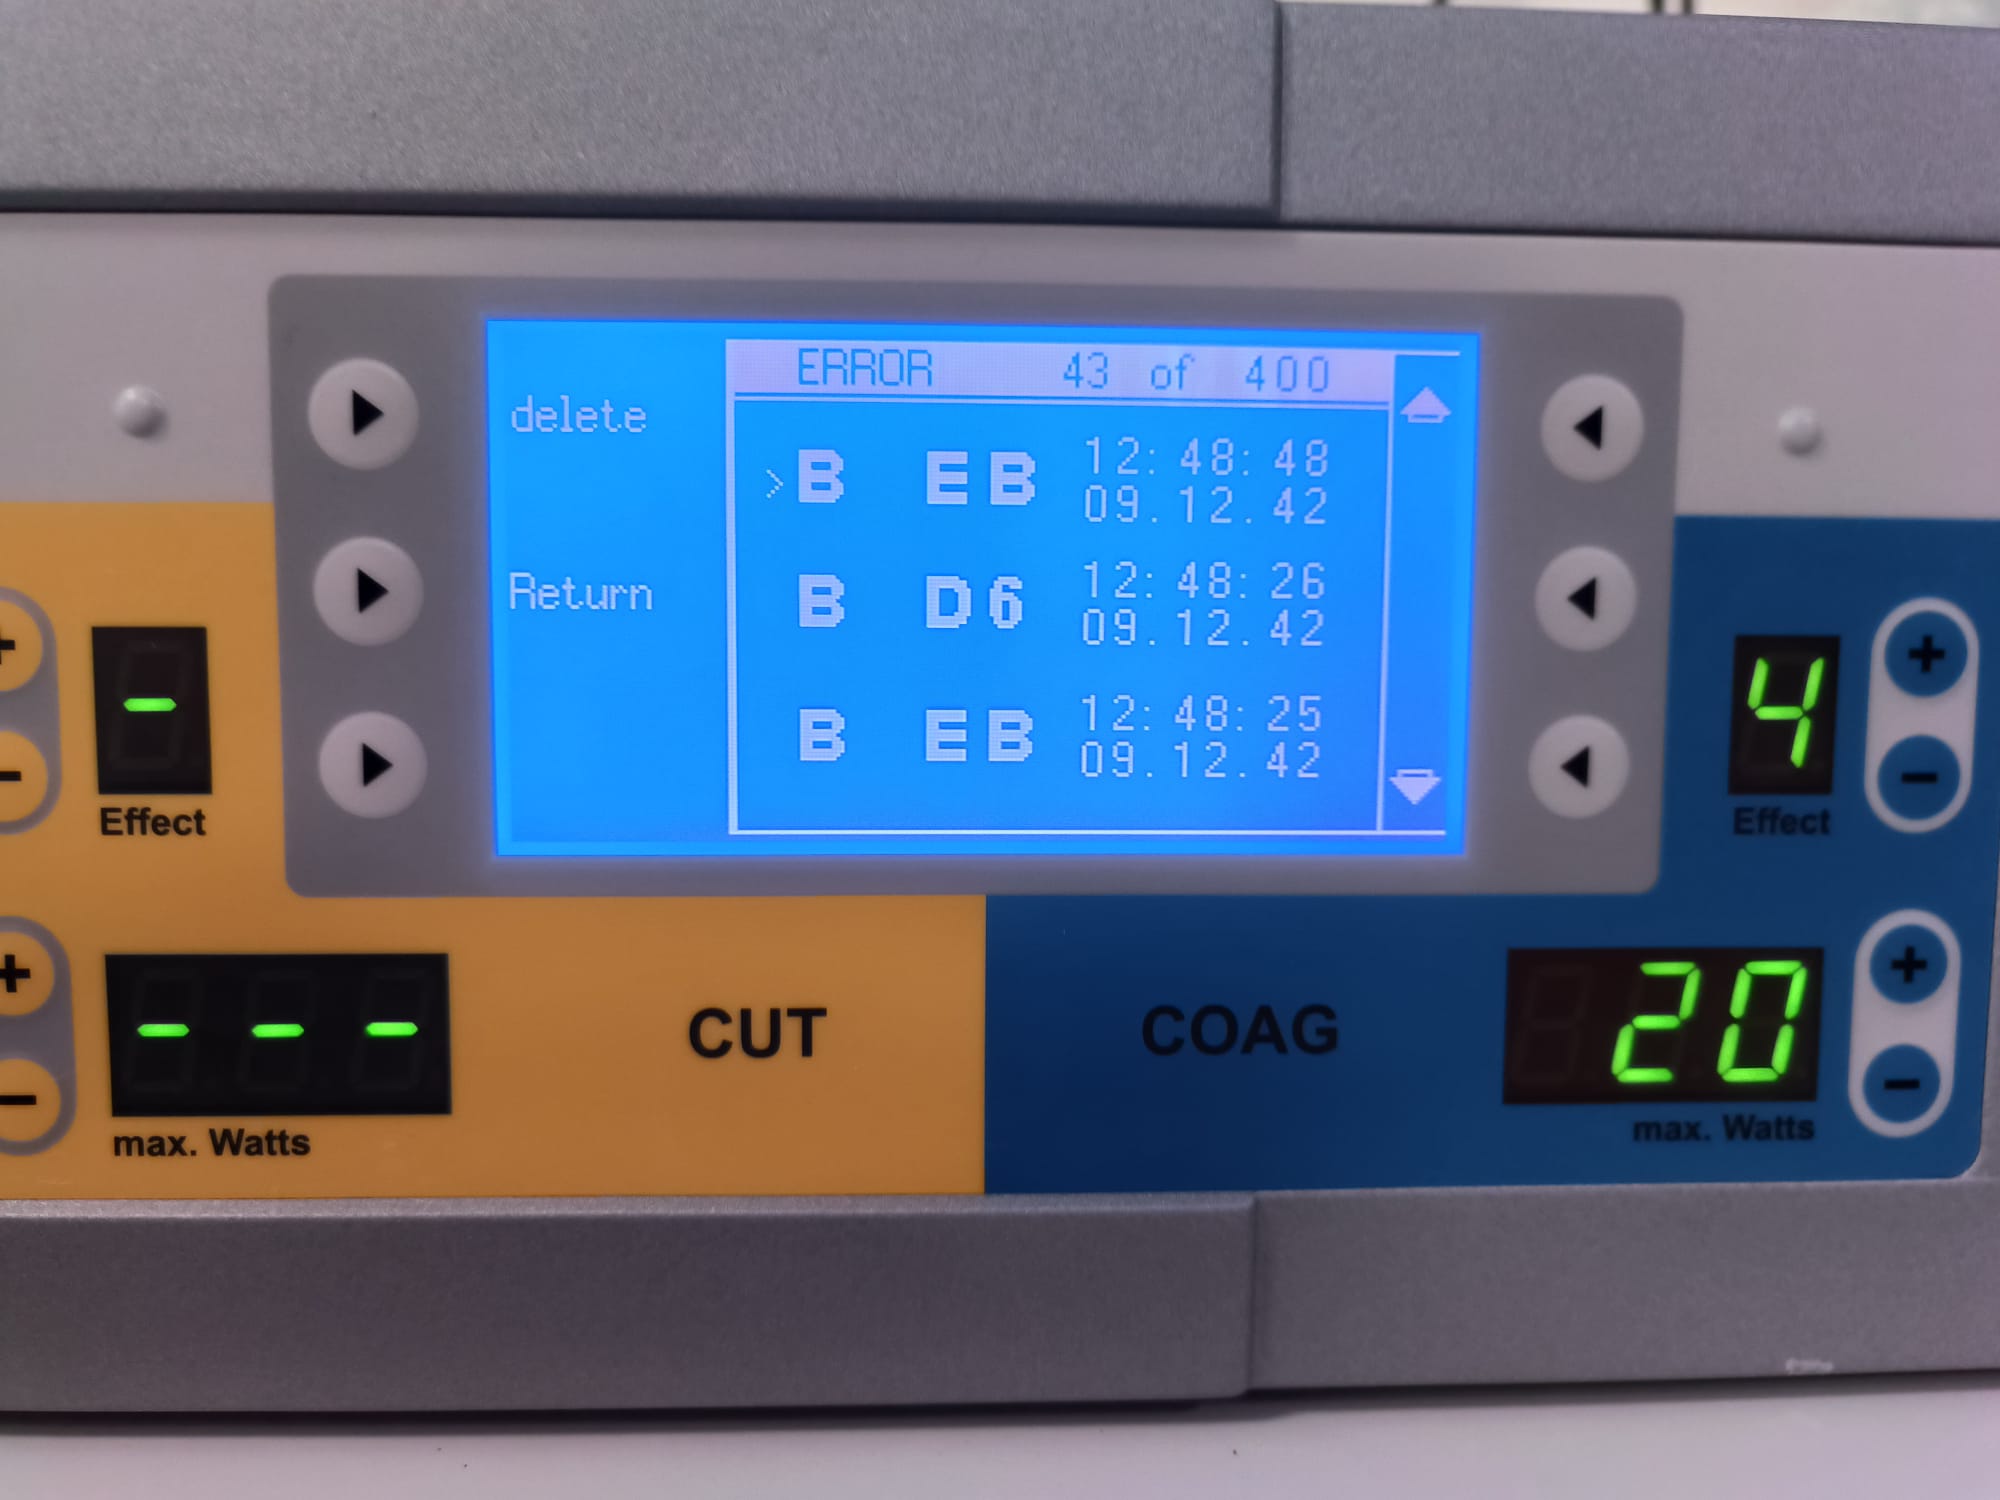 ERROR 43 of 400
delete
> B EB 12:48:48
09.12.42
Return
B D6 12:48:26
09.12.42
B EB 12:48:25
09.12.42
+
-
-
Effect
4
Effect
+
-
+
-
- - -
max. Watts
CUT
COAG
20
max. Watts
+
-